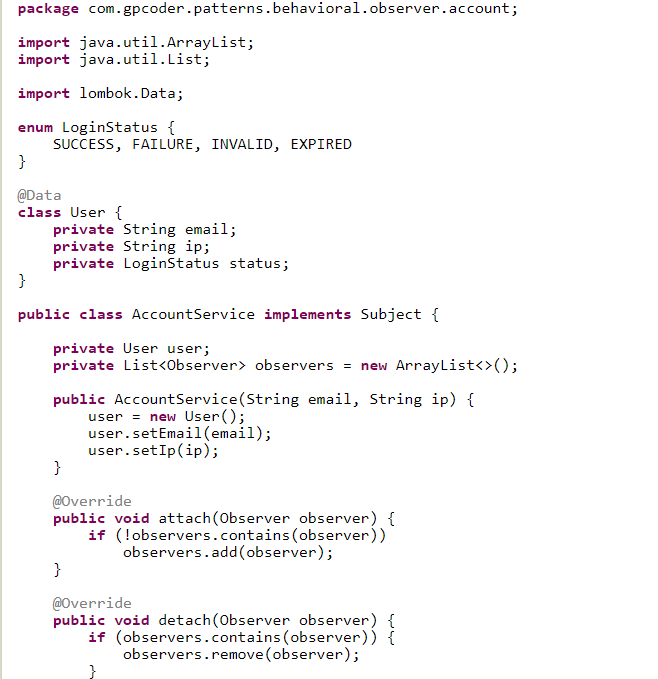 package com.gpcoder.patterns.behavioral.observer.account;
import java.util.ArrayList;
import java.util.List;
import lombok.Data;
enum LoginStatus {
    SUCCESS, FAILURE, INVALID, EXPIRED
}
@Data
class User {
    private String email;
    private String ip;
    private LoginStatus status;
}
public class AccountService implements Subject {
    private User user;
    private List<Observer> observers = new ArrayList<>();
    public AccountService(String email, String ip) {
        user = new User();
        user.setEmail(email);
        user.setIp(ip);
    }
    @Override
    public void attach(Observer observer) {
        if (!observers.contains(observer))
            observers.add(observer);
    }
    @Override
    public void detach(Observer observer) {
        if (observers.contains(observer)) {
            observers.remove(observer);
        }